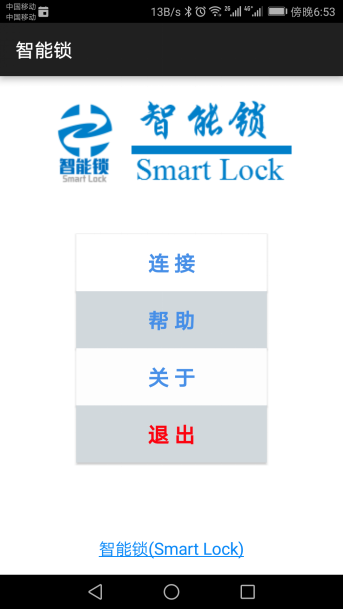 中国移动
中国移动
13B/s 2G 4G+ 傍晚6:53
智能锁
智能锁
Smart Lock
智能锁
Smart Lock
连 接
帮 助
关 于
退 出
智能锁(Smart Lock)